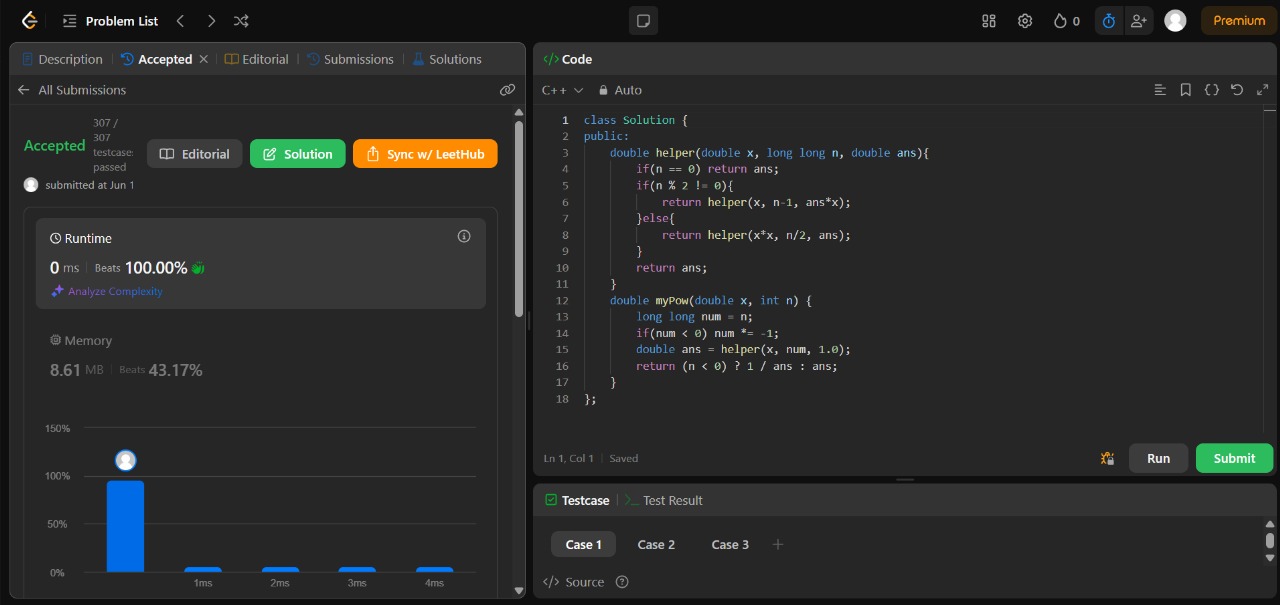 Problem List
0
Premium
Description
Accepted
Editorial
Submissions
Solutions
All Submissions
Accepted
307 /
307
testcase:
passed
Editorial
Solution
Sync w/ LeetHub
submitted at Jun 1
Runtime
0 ms
Beats 100.00%
Analyze Complexity
Memory
8.61 MB
Beats 43.17%
150%
100%
50%
0%
1ms
2ms
3ms
4ms
</> Code
C++
Auto
1 class Solution {
2 public:
3     double helper(double x, long long n, double ans){
4         if(n == 0) return ans;
5         if(n % 2 != 0){
6             return helper(x, n-1, ans*x);
7         }else{
8             return helper(x*x, n/2, ans);
9         }
10         return ans;
11     }
12     double myPow(double x, int n) {
13         long long num = n;
14         if(num < 0) num *= -1;
15         double ans = helper(x, num, 1.0);
16         return (n < 0) ? 1 / ans : ans;
17     }
18 };
Ln 1, Col 1
Saved
Run
Submit
Testcase
>_ Test Result
Case 1
Case 2
Case 3
+
</> Source